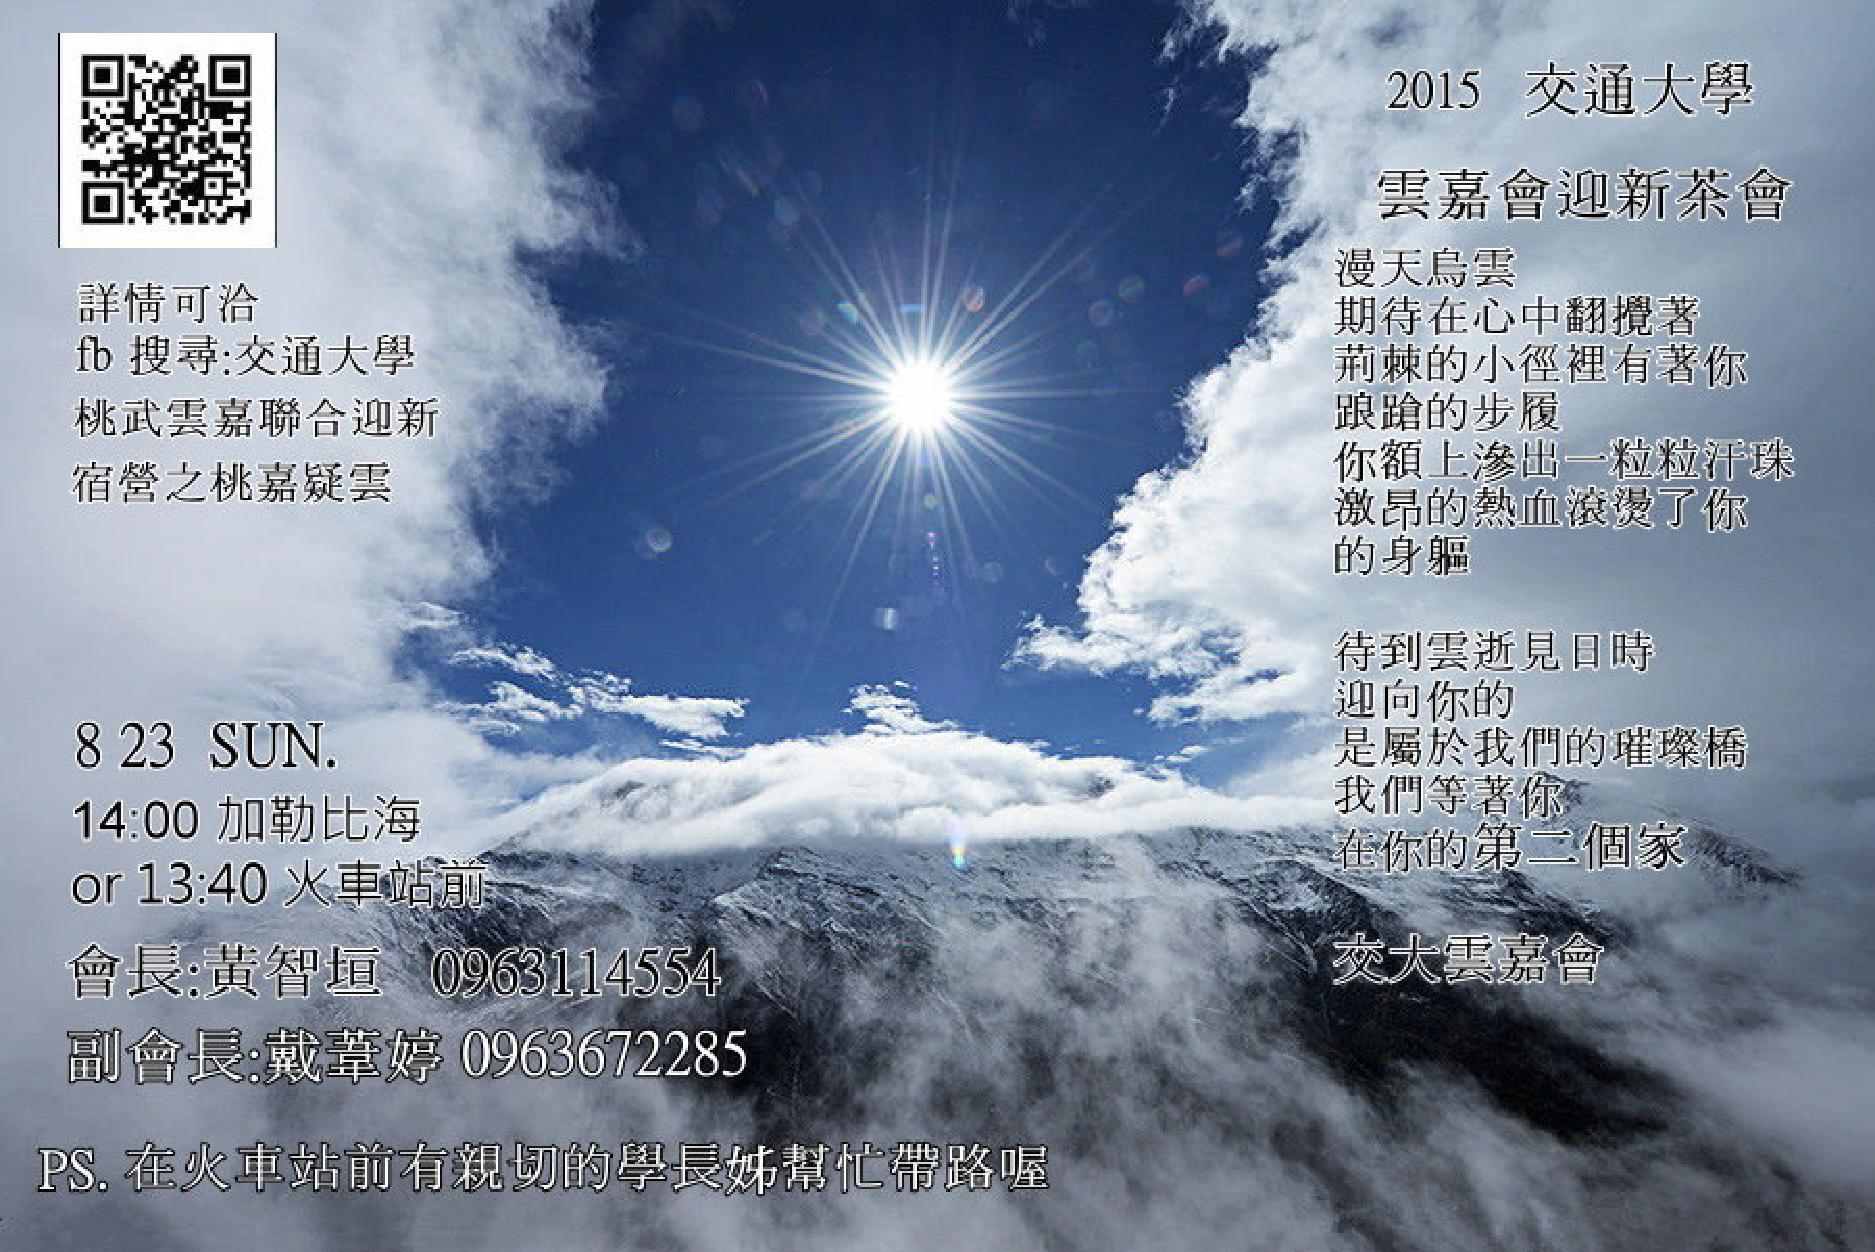 詳情可洽
fb 搜尋:交通大學
桃武雲嘉聯合迎新
宿營之桃嘉疑雲
8 23 SUN.
14:00 加勒比海
or 13:40 火車站前
會長:黃智垣 0963114554
副會長:戴葦婷 0963672285
PS. 在火車站前有親切的學長姊幫忙帶路喔
2015 交通大學
雲嘉會迎新茶會
漫天烏雲
期待在心中翻攪著
荊棘的小徑裡有著你
踉蹌的步履
你額上滲出一粒粒汗珠
激昂的熱血滾燙了你
的身軀
待到雲逝見日時
迎向你的
是屬於我們的璀璨橋
我們等著你
在你的第二個家
交大雲嘉會